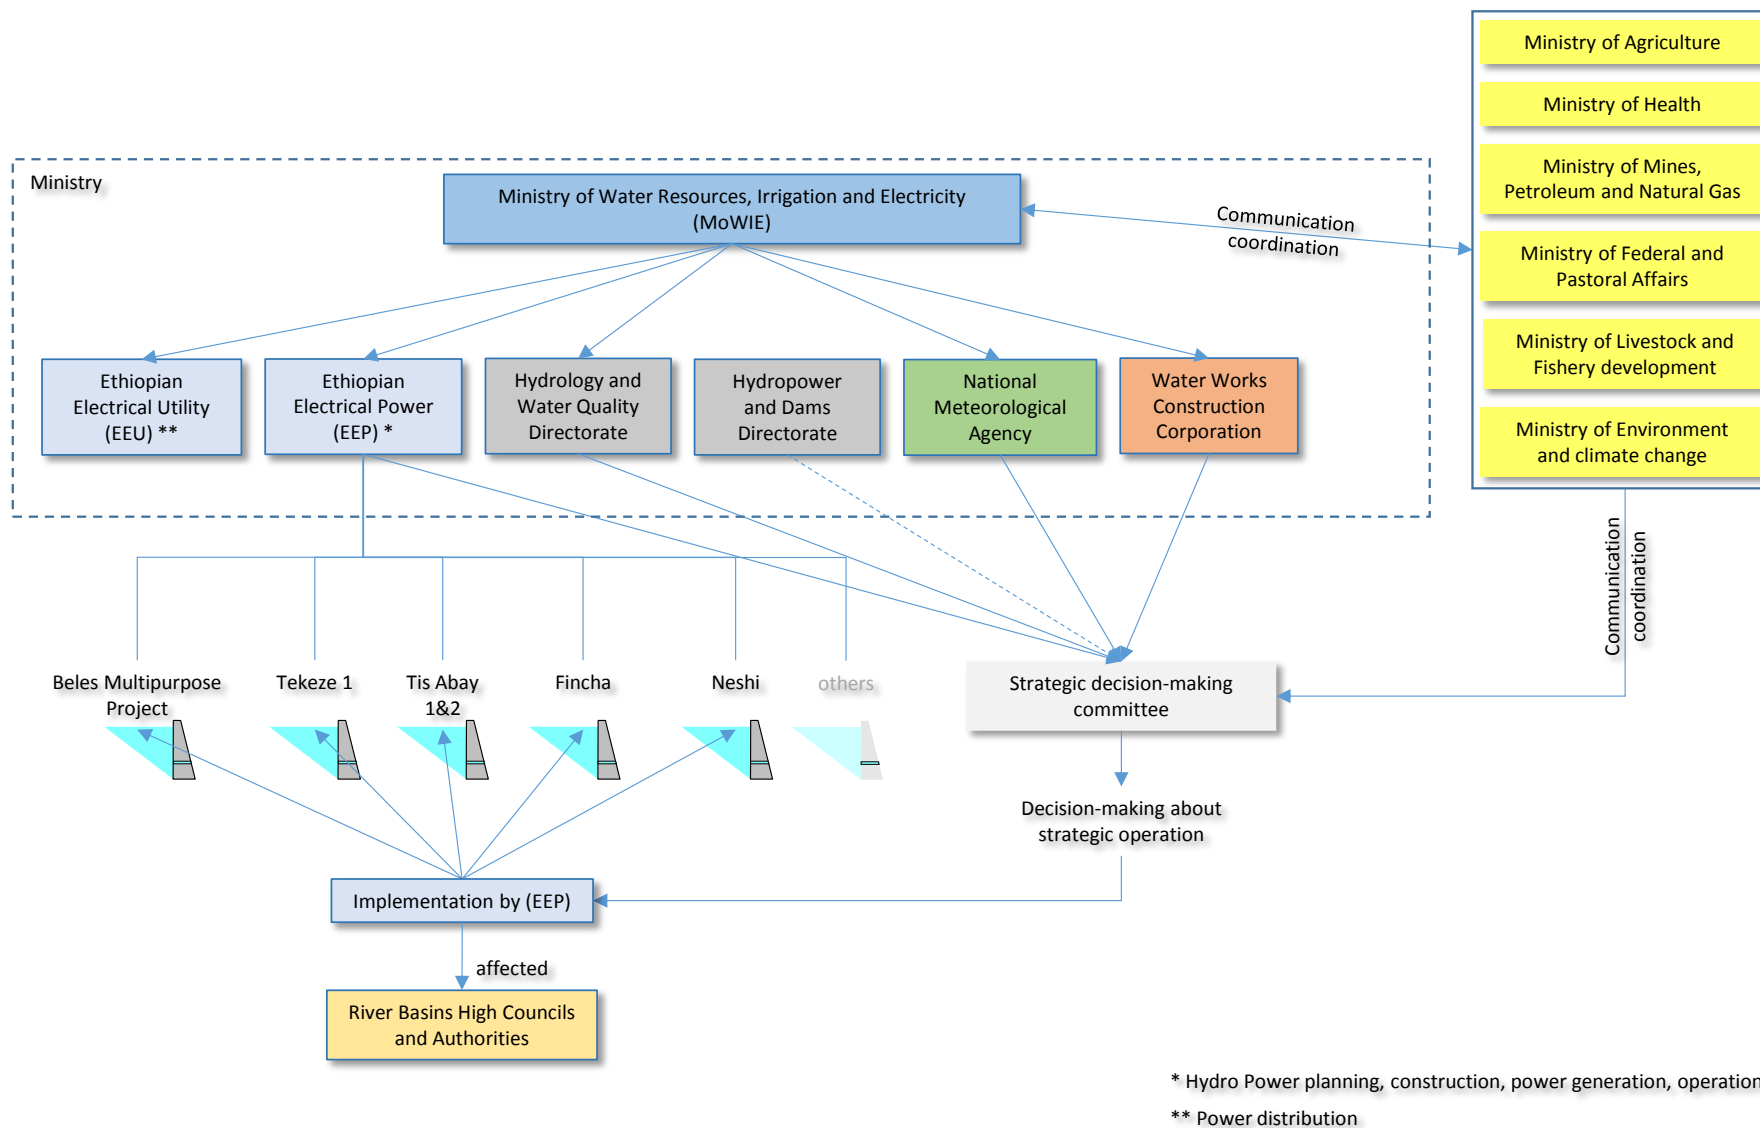 Ministry of Agriculture
Ministry of Health
Ministry of Mines,
Petroleum and Natural Gas
Ministry of Federal and
Pastoral Affairs
Ministry of Livestock and
Fishery development
Ministry of Environment
and climate change
Ministry
Ministry of Water Resources, Irrigation and Electricity
(MoWIE)
Communication
coordination
Ethiopian
Electrical Utility
(EEU) **
Ethiopian
Electrical Power
(EEP) *
Hydrology and
Water Quality
Directorate
Hydropower
and Dams
Directorate
National
Meteorological
Agency
Water Works
Construction
Corporation
Communication
coordination
Beles Multipurpose
Project
Tekeze 1
Tis Abay
1&2
Fincha
Neshi
others
Strategic decision-making
committee
Decision-making about
strategic operation
Implementation by (EEP)
affected
River Basins High Councils
and Authorities
* Hydro Power planning, construction, power generation, operation
** Power distribution